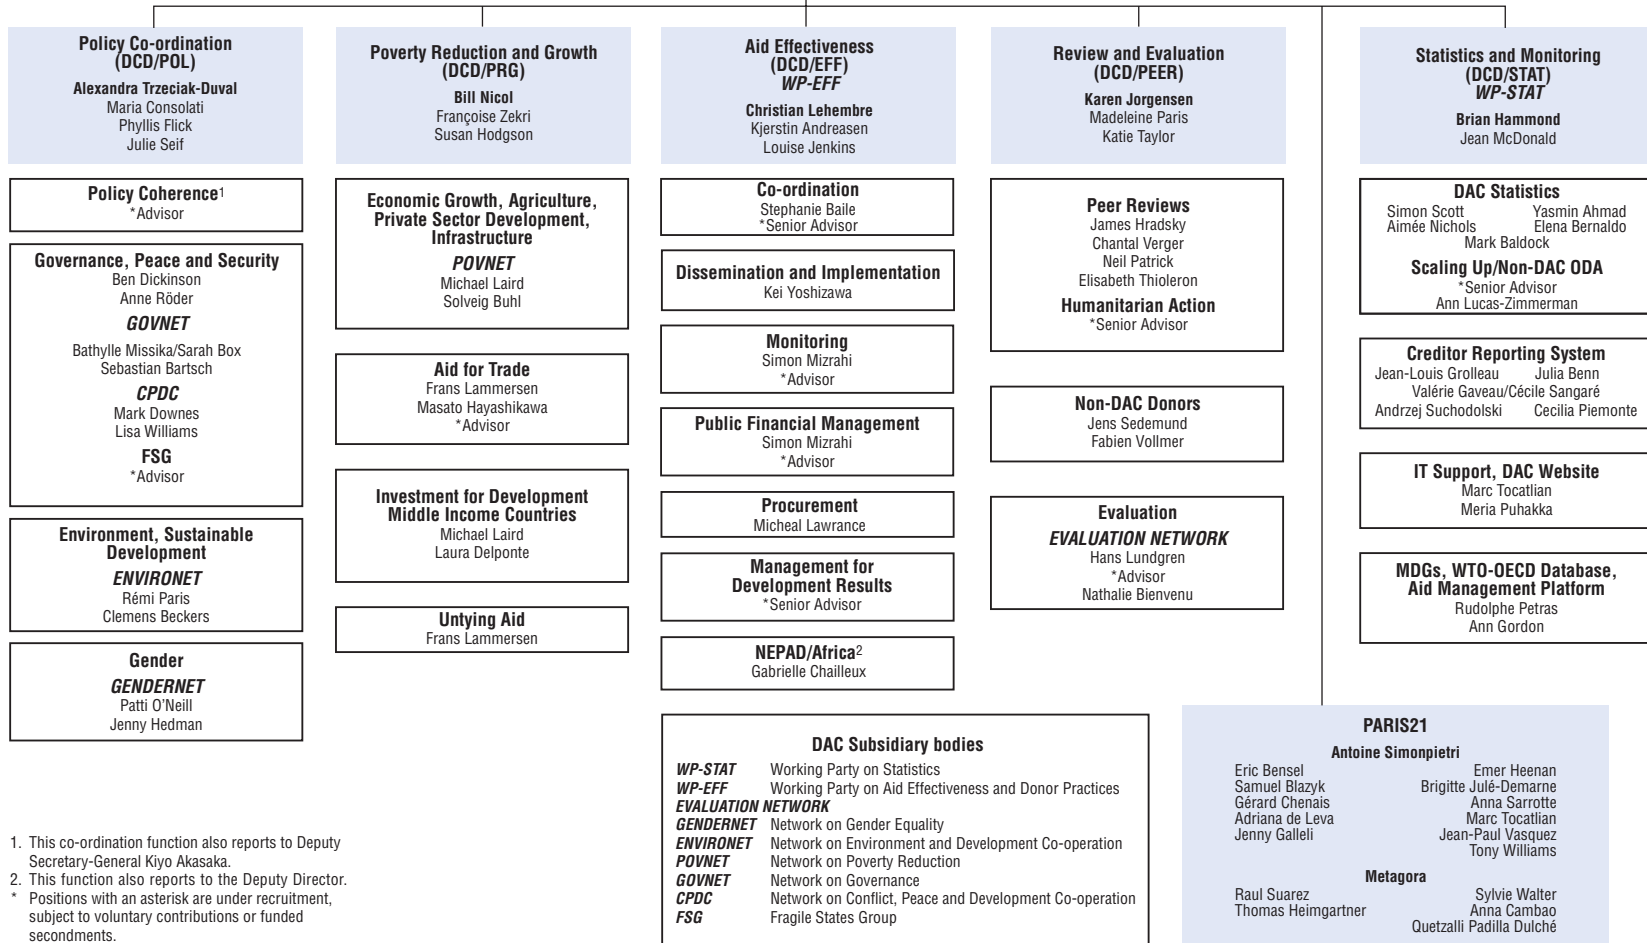 Policy Co-ordination
(DCD/POL)
Alexandra Trzeciak-Duval
Maria Consolati
Phyllis Flick
Julie Seif
Policy Coherence1
*Advisor
Governance, Peace and Security
Ben Dickinson
Anne Röder
GOVNET
Bathylle Missika/Sarah Box
Sebastian Bartsch
CPDC
Mark Downes
Lisa Williams
FSG
*Advisor
Environment, Sustainable
Development
ENVIRONET
Rémi Paris
Clemens Beckers
Gender
GENDERNET
Patti O'Neill
Jenny Hedman
Poverty Reduction and Growth
(DCD/PRG)
Bill Nicol
Françoise Zekri
Susan Hodgson
Economic Growth, Agriculture,
Private Sector Development,
Infrastructure
POVNET
Michael Laird
Solveig Buhl
Aid for Trade
Frans Lammersen
Masato Hayashikawa
*Advisor
Investment for Development
Middle Income Countries
Michael Laird
Laura Delponte
Untying Aid
Frans Lammersen
Aid Effectiveness
(DCD/EFF)
WP-EFF
Christian Lehembre
Kjerstin Andreasen
Louise Jenkins
Co-ordination
Stephanie Baile
*Senior Advisor
Dissemination and Implementation
Kei Yoshizawa
Monitoring
Simon Mizrahi
*Advisor
Public Financial Management
Simon Mizrahi
*Advisor
Procurement
Micheal Lawrance
Management for
Development Results
*Senior Advisor
NEPAD/Africa2
Gabrielle Chailleux
Review and Evaluation
(DCD/PEER)
Karen Jorgensen
Madeleine Paris
Katie Taylor
Peer Reviews
James Hradsky
Chantal Verger
Neil Patrick
Elisabeth Thioleron
Humanitarian Action
*Senior Advisor
Non-DAC Donors
Jens Sedemund
Fabien Vollmer
Evaluation
EVALUATION NETWORK
Hans Lundgren
*Advisor
Nathalie Bienvenu
Statistics and Monitoring
(DCD/STAT)
WP-STAT
Brian Hammond
Jean McDonald
DAC Statistics
Simon Scott Yasmin Ahmad
Aimée Nichols Elena Bernaldo
Mark Baldock
Scaling Up/Non-DAC ODA
*Senior Advisor
Ann Lucas-Zimmerman
Creditor Reporting System
Jean-Louis Grolleau Julia Benn
Valérie Gaveau/Cécile Sangaré
Andrzej Suchodolski Cecilia Piemonte
IT Support, DAC Website
Marc Tocatlian
Meria Puhakka
MDGs, WTO-OECD Database,
Aid Management Platform
Rudolphe Petras
Ann Gordon
DAC Subsidiary bodies
WP-STAT Working Party on Statistics
WP-EFF Working Party on Aid Effectiveness and Donor Practices
EVALUATION NETWORK
GENDERNET Network on Gender Equality
ENVIRONET Network on Environment and Development Co-operation
POVNET Network on Poverty Reduction
GOVNET Network on Governance
CPDC Network on Conflict, Peace and Development Co-operation
FSG Fragile States Group
PARIS21
Antoine Simonpietri
Eric Bensel Emer Heenan
Samuel Blazyk Brigitte Julé-Demarne
Gérard Chenais Anna Sarrotte
Adriana de Leva Marc Tocatlian
Jenny Galleli Jean-Paul Vasquez
Tony Williams
Metagora
Raul Suarez Sylvie Walter
Thomas Heimgartner Anna Cambao
Quetzalli Padilla Dulché
1. This co-ordination function also reports to Deputy
Secretary-General Kiyo Akasaka.
2. This function also reports to the Deputy Director.
* Positions with an asterisk are under recruitment,
subject to voluntary contributions or funded
secondments.